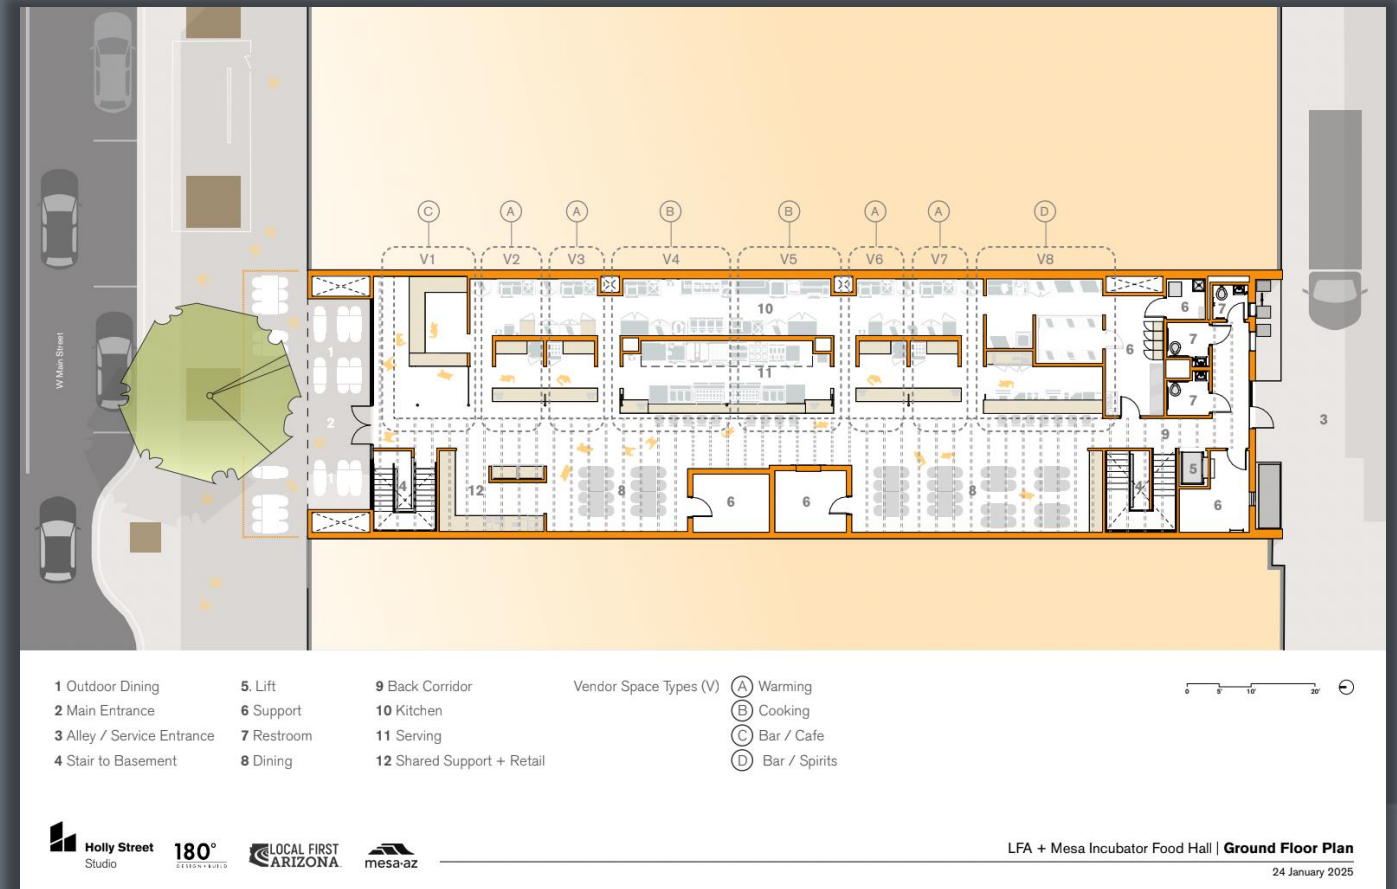 C A A B B A A D
V1 V2 V3 V4 V5 V6 V7 V8
W Main Street
10
6
7
1
6
7
11
7
2
3
9
1
4
12
8
6
6
8
4
5
6
1 Outdoor Dining
2 Main Entrance
3 Alley / Service Entrance
4 Stair to Basement
5. Lift
6 Support
7 Restroom
8 Dining
9 Back Corridor
10 Kitchen
11 Serving
12 Shared Support + Retail
Vendor Space Types (V)
A Warming
B Cooking
C Bar / Cafe
D Bar / Spirits
0 5' 10' 20'
Holly Street
Studio
180°
DESIGN+BUILD
LOCAL FIRST
ARIZONA
mesa·az
LFA + Mesa Incubator Food Hall | Ground Floor Plan
24 January 2025